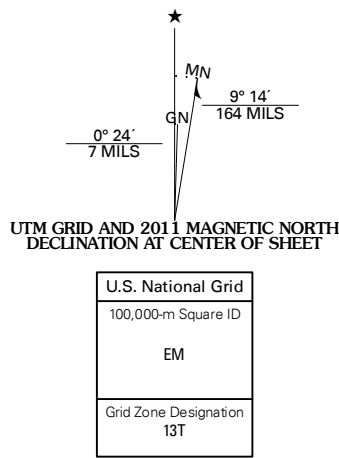 ★
MN
GN
9° 14´
164 MILS
0° 24´
7 MILS
UTM GRID AND 2011 MAGNETIC NORTH
DECLINATION AT CENTER OF SHEET
U.S. National Grid
100,000-m Square ID
EM
Grid Zone Designation
13T